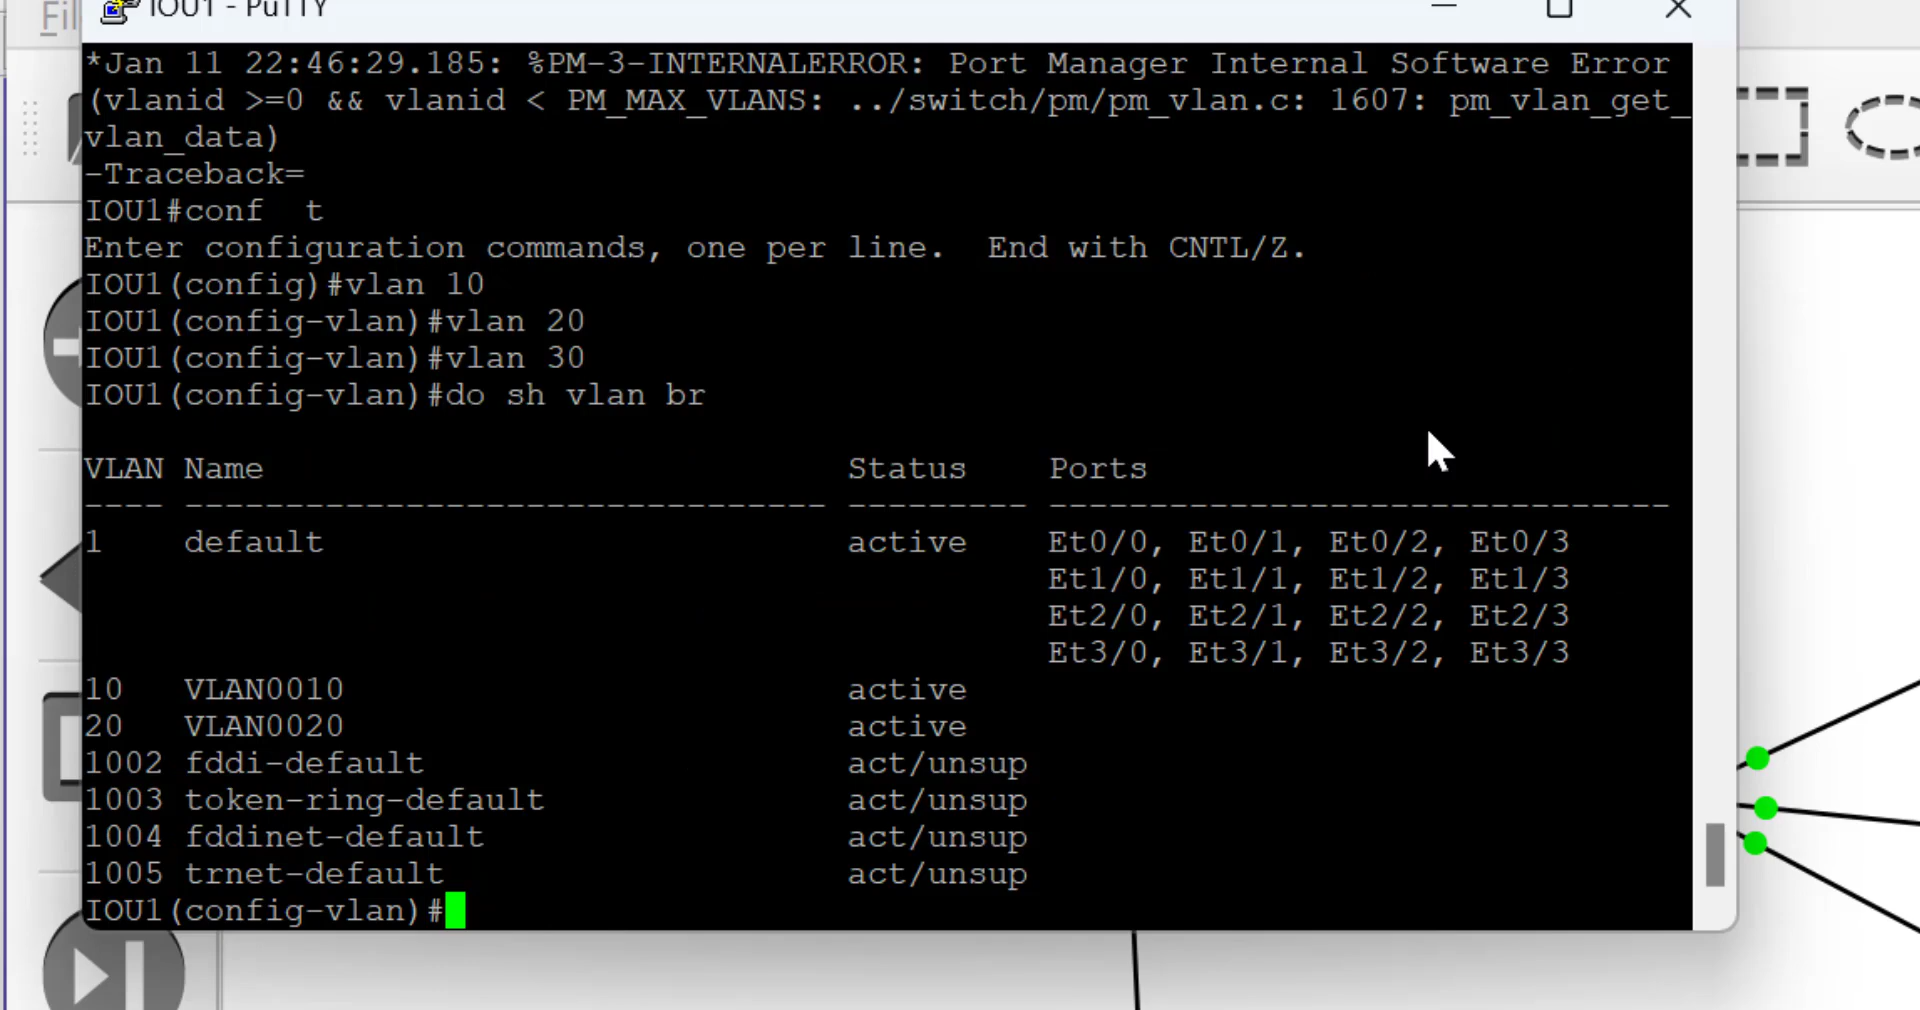 Fil
IOU1 - PuTTY
*Jan 11 22:46:29.185: %PM-3-INTERNALERROR: Port Manager Internal Software Error
(vlanid >=0 && vlanid < PM_MAX_VLANS: ../switch/pm/pm_vlan.c: 1607: pm_vlan_get_
vlan_data)
-Traceback=
IOU1#conf  t
Enter configuration commands, one per line.  End with CNTL/Z.
IOU1(config)#vlan 10
IOU1(config-vlan)#vlan 20
IOU1(config-vlan)#vlan 30
IOU1(config-vlan)#do sh vlan br
VLAN Name                             Status    Ports
---- -------------------------------- --------- -------------------------------
1    default                          active    Et0/0, Et0/1, Et0/2, Et0/3
                                                Et1/0, Et1/1, Et1/2, Et1/3
                                                Et2/0, Et2/1, Et2/2, Et2/3
                                                Et3/0, Et3/1, Et3/2, Et3/3
10   VLAN0010                         active
20   VLAN0020                         active
1002 fddi-default                     act/unsup
1003 token-ring-default               act/unsup
1004 fddinet-default                  act/unsup
1005 trnet-default                    act/unsup
IOU1(config-vlan)#